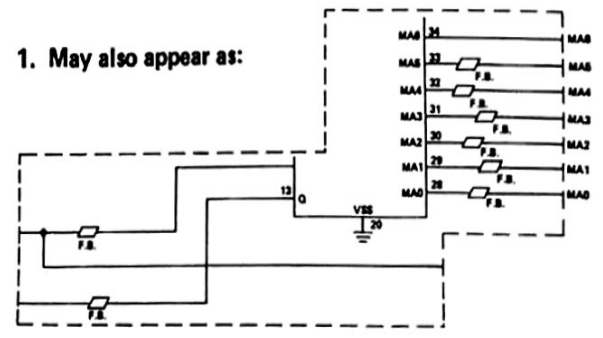 1. May also appear as:
MA6 34 MA6
MA5 33 MA5
F.B.
MA4 32 MA4
F.B.
MA3 31 MA3
F.B.
MA2 30 MA2
F.B.
MA1 29 MA1
F.B.
MA0 28 MA0
F.B.
13 Q
VSS
20
F.B.
F.B.